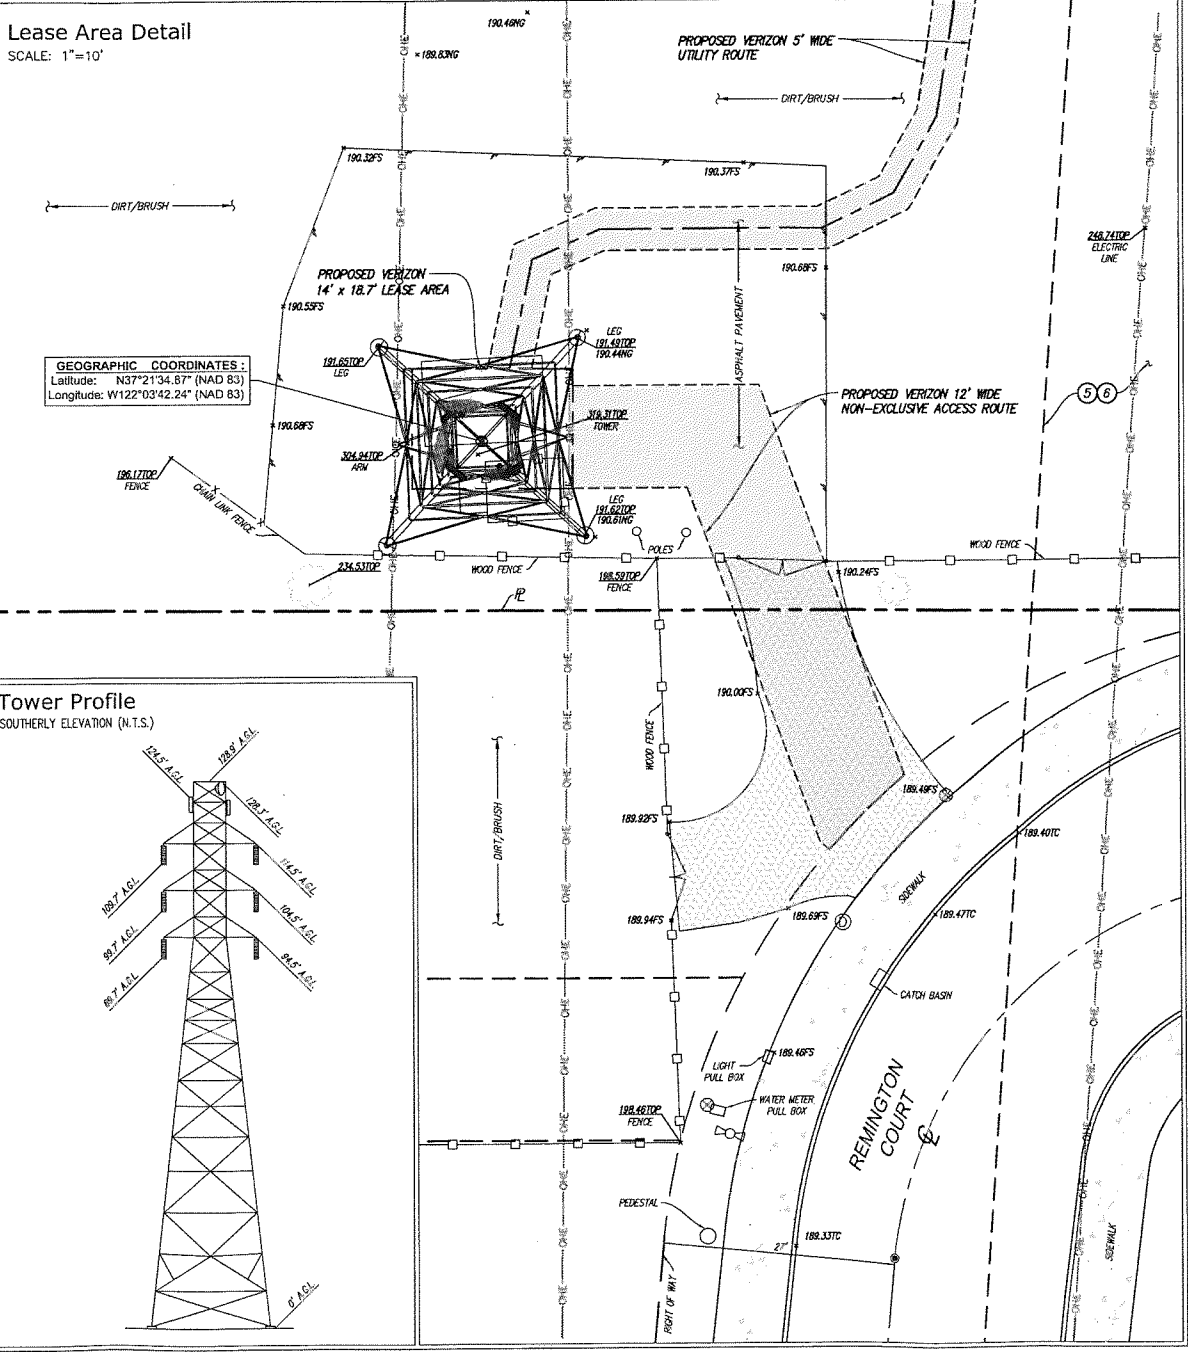 Lease Area Detail
SCALE: 1"=10'
190.46NG
189.83NG
OHE
PROPOSED VERIZON 5' WIDE
UTILITY ROUTE
DIRT/BRUSH
190.32FS
190.37FS
DIRT/BRUSH
246.74TOP
ELECTRIC
LINE
190.68FS
PROPOSED VERIZON
14' x 18.7' LEASE AREA
ASPHALT PAVEMENT
190.55FS
LEG
191.49TOP
190.44NG
191.65TOP
LEG
GEOGRAPHIC COORDINATES:
Latitude: N37°21'34.87" (NAD 83)
Longitude: W122°03'42.24" (NAD 83)
PROPOSED VERIZON 12' WIDE
NON-EXCLUSIVE ACCESS ROUTE
5 6
190.68FS
319.31TOP
TOWER
304.94TOP
ARM
196.17TOP
FENCE
CHAIN LINK FENCE
LEG
191.62TOP
190.61NG
POLES
WOOD FENCE
WOOD FENCE
234.53TOP
198.59TOP
FENCE
190.24FS
PL
Tower Profile
SOUTHERLY ELEVATION (N.T.S.)
124.5' A.G.L.
128.9' A.G.L.
128.3' A.G.L.
109.7' A.G.L.
114.5' A.G.L.
99.7' A.G.L.
104.5' A.G.L.
89.7' A.G.L.
94.5' A.G.L.
0' A.G.L.
190.00FS
WOOD FENCE
DIRT/BRUSH
189.49FS
189.92FS
189.40TC
SIDEWALK
189.94FS
189.69FS
189.47TC
CATCH BASIN
LIGHT
PULL BOX
189.46FS
WATER METER
PULL BOX
198.46TOP
FENCE
REMINGTON
COURT
CL
PEDESTAL
27'
189.33TC
RIGHT OF WAY
SIDEWALK